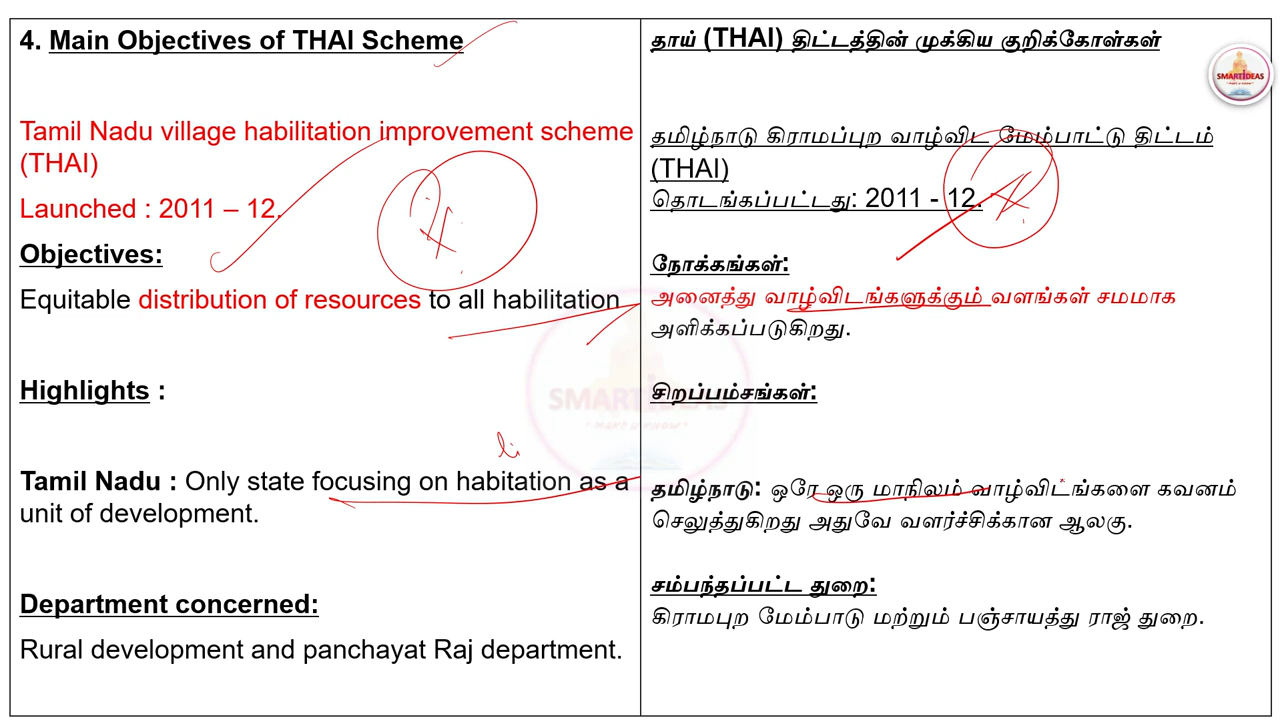 4. Main Objectives of THAI Scheme
Tamil Nadu village habilitation improvement scheme
(THAI)
Launched : 2011 – 12.
Objectives:
Equitable distribution of resources to all habilitation
Highlights :
li
Tamil Nadu : Only state focusing on habitation as a
unit of development.
Department concerned:
Rural development and panchayat Raj department.
தாய் (THAI) திட்டத்தின் முக்கிய குறிக்கோள்கள்
தமிழ்நாடு கிராமப்புற வாழ்விட மேம்பாட்டு திட்டம்
(THAI)
தொடங்கப்பட்டது: 2011 - 12.
நோக்கங்கள்:
அனைத்து வாழ்விடங்களுக்கும் வளங்கள் சமமாக
அளிக்கப்படுகிறது.
சிறப்பம்சங்கள்:
தமிழ்நாடு: ஒரே ஒரு மாநிலம் வாழ்விடங்களை கவனம்
செலுத்துகிறது அதுவே வளர்ச்சிக்கான ஆலகு.
சம்பந்தப்பட்ட துறை:
கிராமபுற மேம்பாடு மற்றும் பஞ்சாயத்து ராஜ் துறை.
SMARTIDEAS
SMARTIDEAS